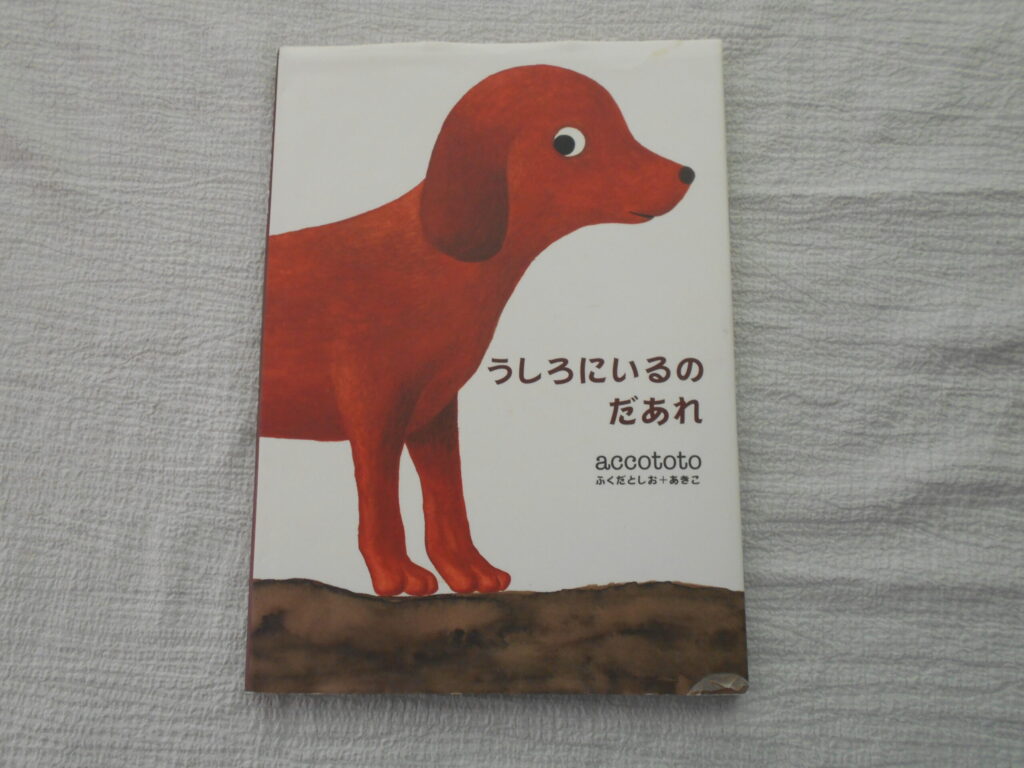 うしろにいるの
だあれ
accototo
ふくだとしお+あきこ